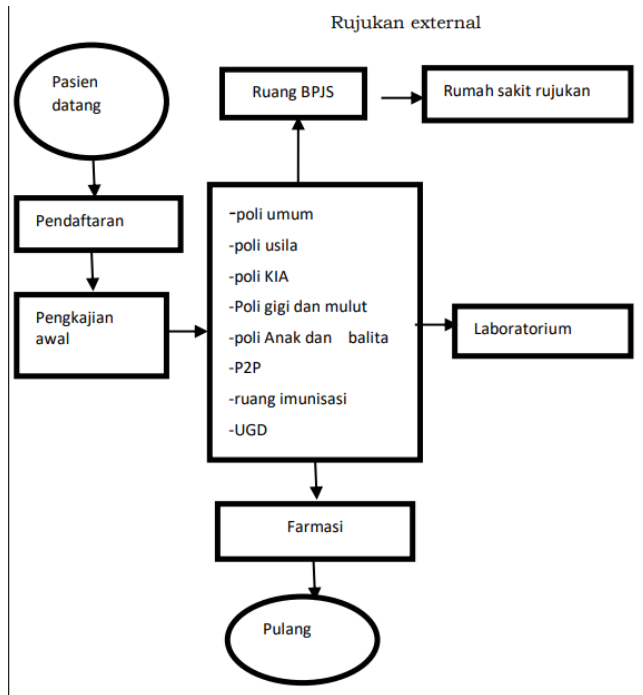 Rujukan external
Pasien
datang
Ruang BPJS
Rumah sakit rujukan
Pendaftaran
Pengkajian
awal
-poli umum
-poli usila
-poli KIA
-Poli gigi dan mulut
-poli Anak dan balita
-P2P
-ruang imunisasi
-UGD
Laboratorium
Farmasi
Pulang